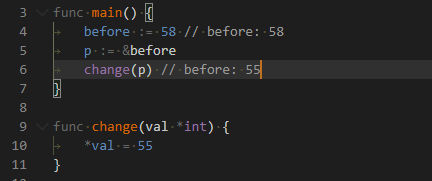 3 func main() {
4 before := 58 // before: 58
5 p := &before
6 change(p) // before: 55
7 }
8
9 func change(val *int) {
10 *val = 55
11 }